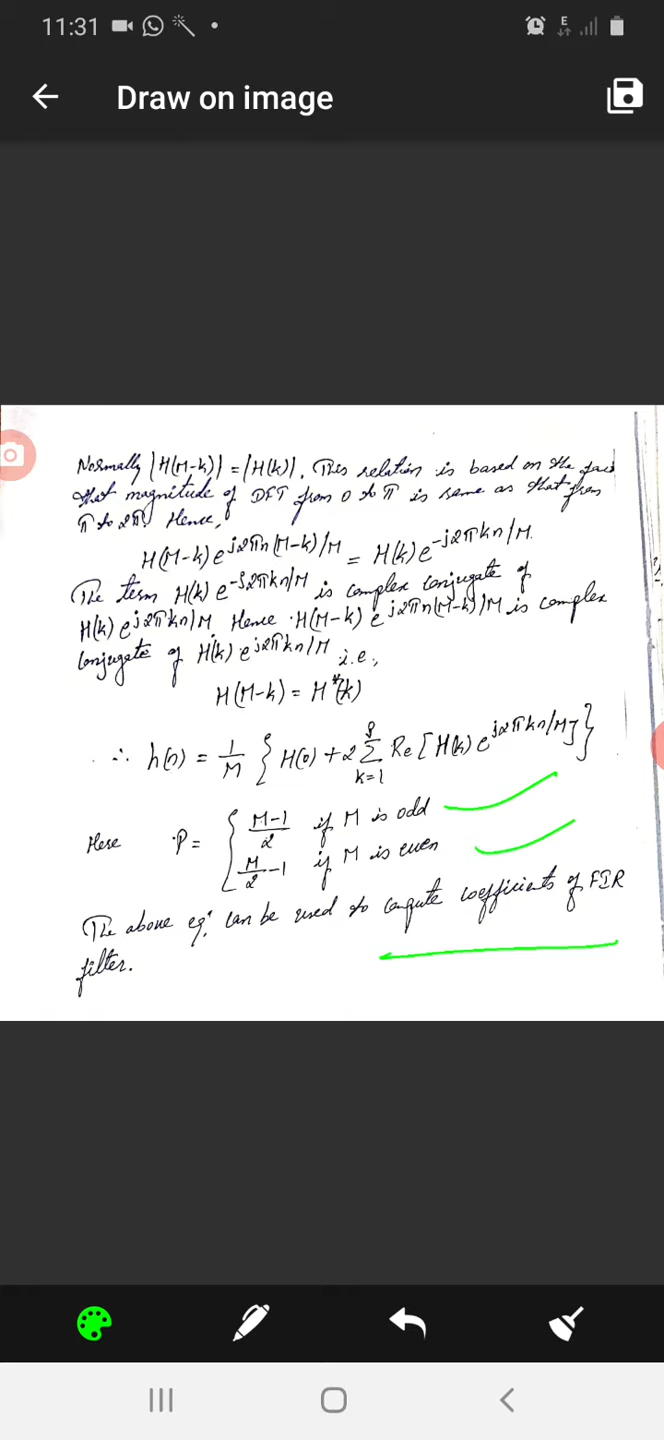 11:31
E
Draw on image
Normally |H(M-k)| = |H(k)|. This relation is based on the
that magnitude of DFT from 0 to π is same as that from
π to 2π. Hence,
H(M-k) e^{j2πn(M-k)/M} = H(k) e^{-j2πkn/M}.
The term H(k) e^{-j2πkn/M} is complex conjugate of
H(k) e^{j2πkn/M}. Hence H(M-k) e^{j2πn(M-k)/M} is complex
conjugate of H(k) e^{j2πkn/M} i.e.,
H(M-k) = H*(k)
∴ h(n) = 1/M { H(0) + 2 Σ_{k=1}^{P} Re [ H(k) e^{j2πkn/M} ] }
Here P = { (M-1)/2 if M is odd
M/2 - 1 if M is even
The above eqn. can be used to compute coefficients of FIR
filter.